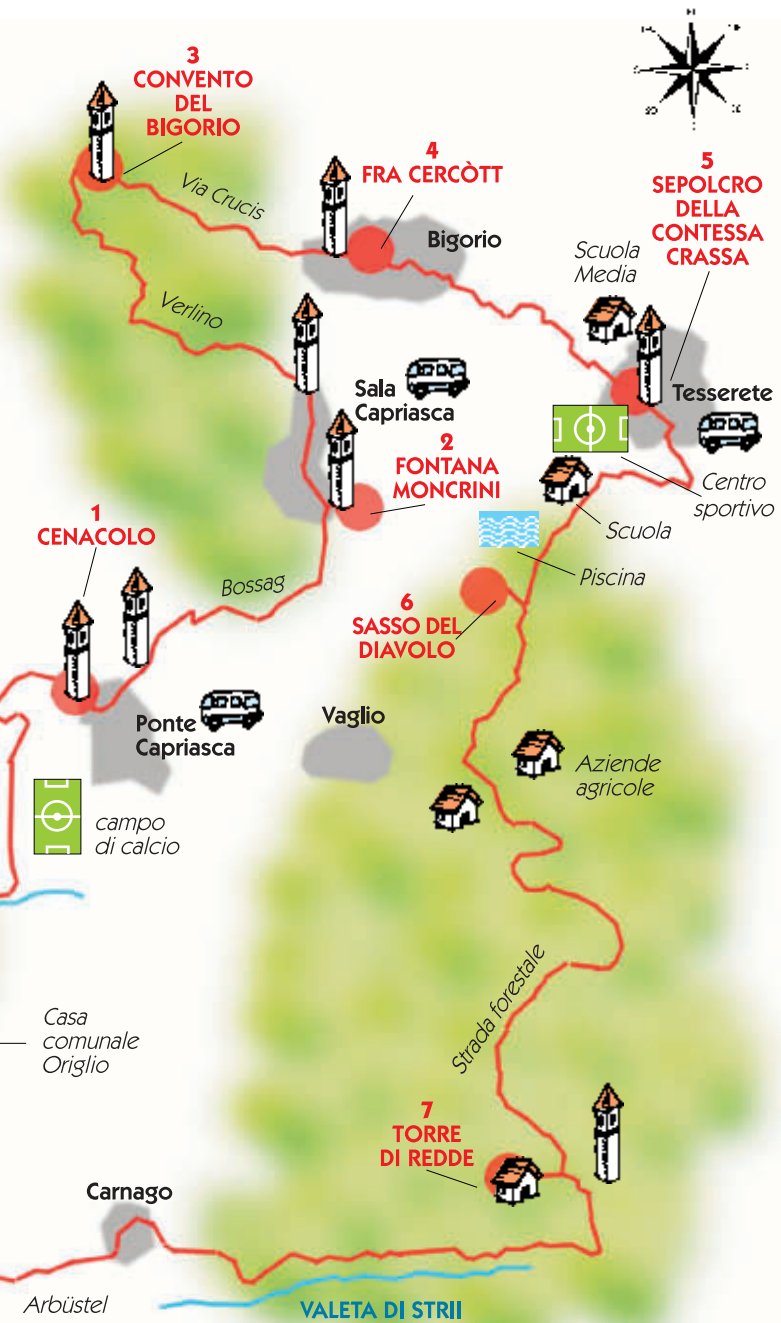 3
CONVENTO
DEL
BIGORIO
4
FRA CERCÒTT
5
SEPOLCRO
DELLA
CONTESSA
CRASSA
Via Crucis
Bigorio
Scuola
Media
Verlino
Sala
Capriasca
Tesserete
2
FONTANA
MONCRINI
Centro
sportivo
1
CENACOLO
Scuola
Bossag
Piscina
6
SASSO DEL
DIAVOLO
Ponte
Capriasca
Vaglio
Aziende
agricole
campo
di calcio
Strada forestale
Casa
comunale
Origlio
7
TORRE
DI REDDE
Carnago
Arbüstel
VALETA DI STRII